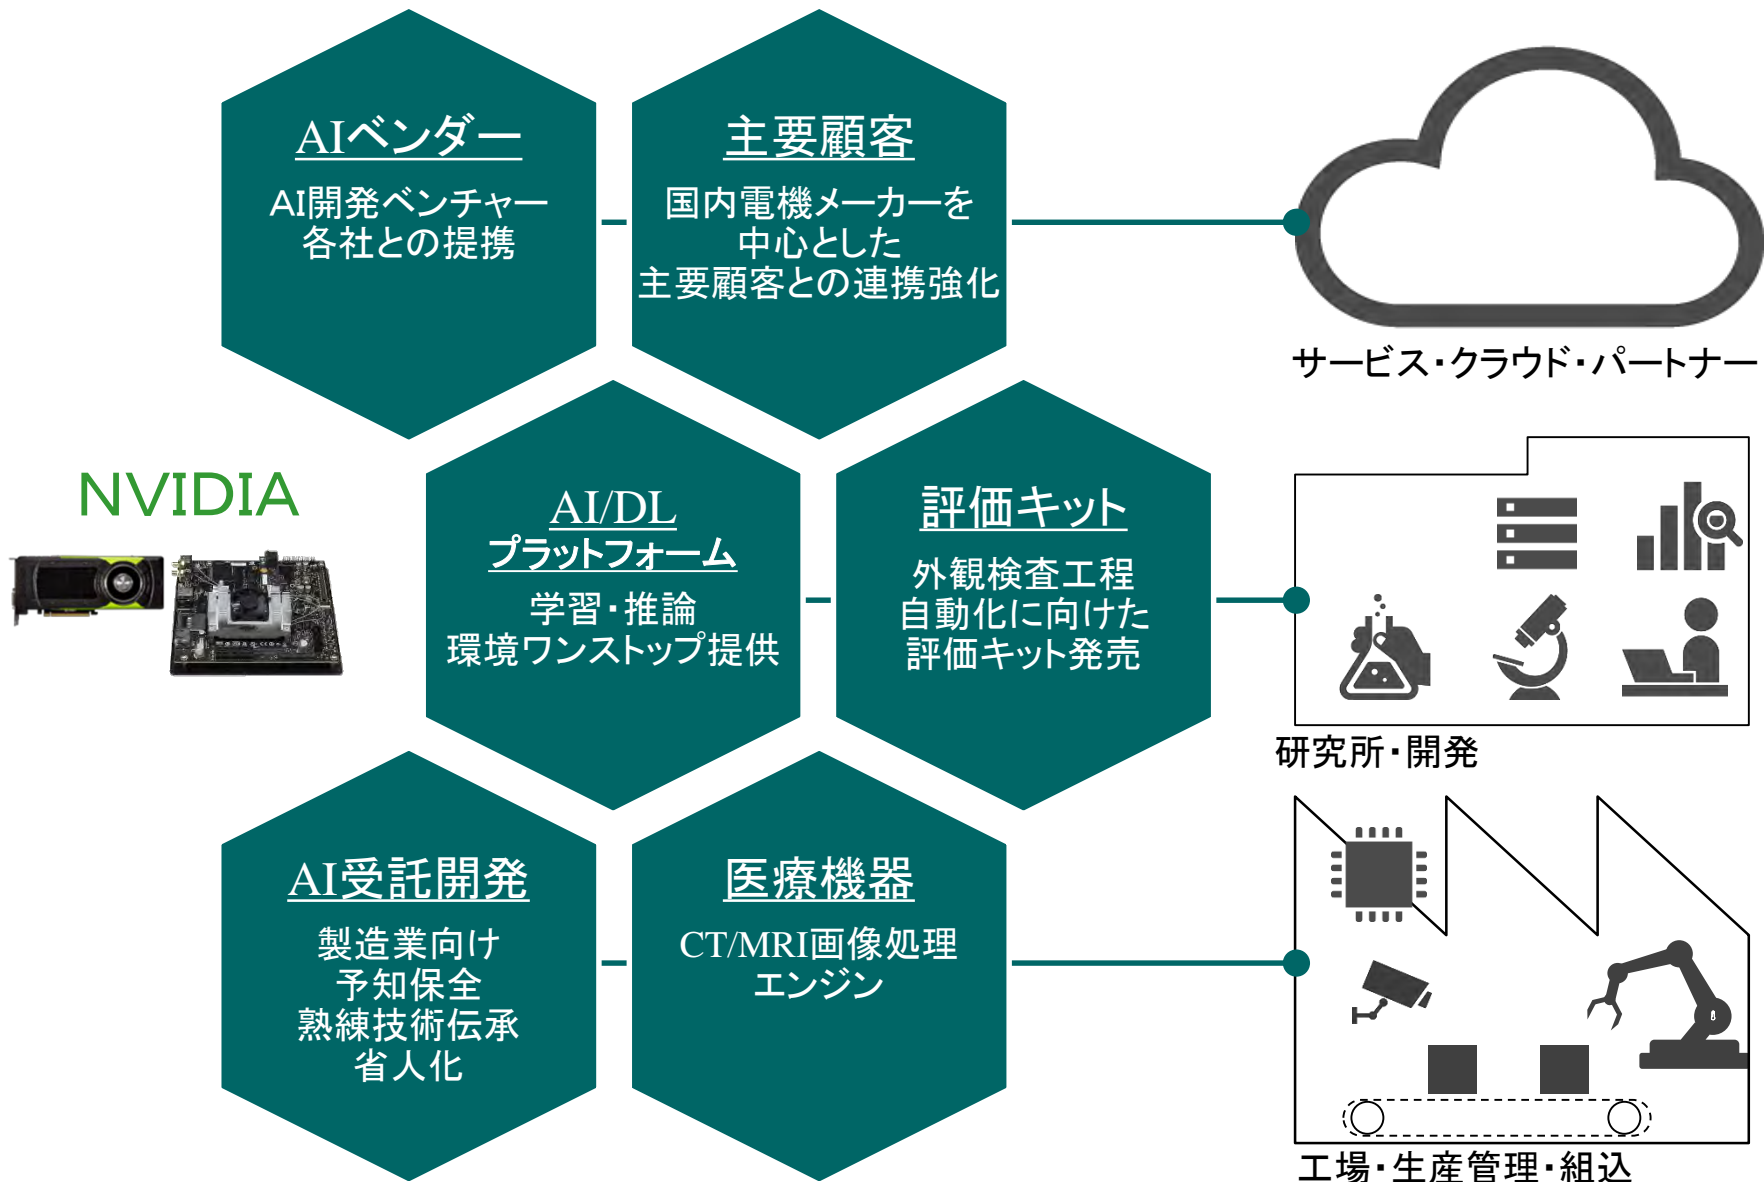 AIベンダー
AI開発ベンチャー
各社との提携
主要顧客
国内電機メーカーを
中心とした
主要顧客との連携強化
サービス・クラウド・パートナー
NVIDIA
AI/DL
プラットフォーム
学習・推論
環境ワンストップ提供
評価キット
外観検査工程
自動化に向けた
評価キット発売
研究所・開発
AI受託開発
製造業向け
予知保全
熟練技術伝承
省人化
医療機器
CT/MRI画像処理
エンジン
工場・生産管理・組込